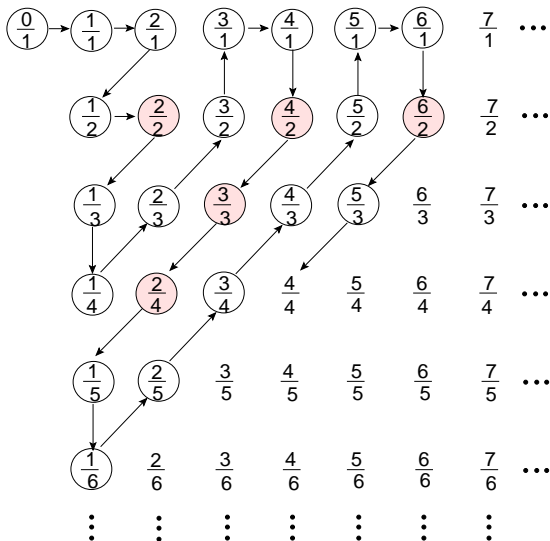 0/1 1/1 2/1 3/1 4/1 5/1 6/1 7/1 •••
1/2 2/2 3/2 4/2 5/2 6/2 7/2 •••
1/3 2/3 3/3 4/3 5/3 6/3 7/3 •••
1/4 2/4 3/4 4/4 5/4 6/4 7/4 •••
1/5 2/5 3/5 4/5 5/5 6/5 7/5 •••
1/6 2/6 3/6 4/6 5/6 6/6 7/6 •••
⋮ ⋮ ⋮ ⋮ ⋮ ⋮ ⋮